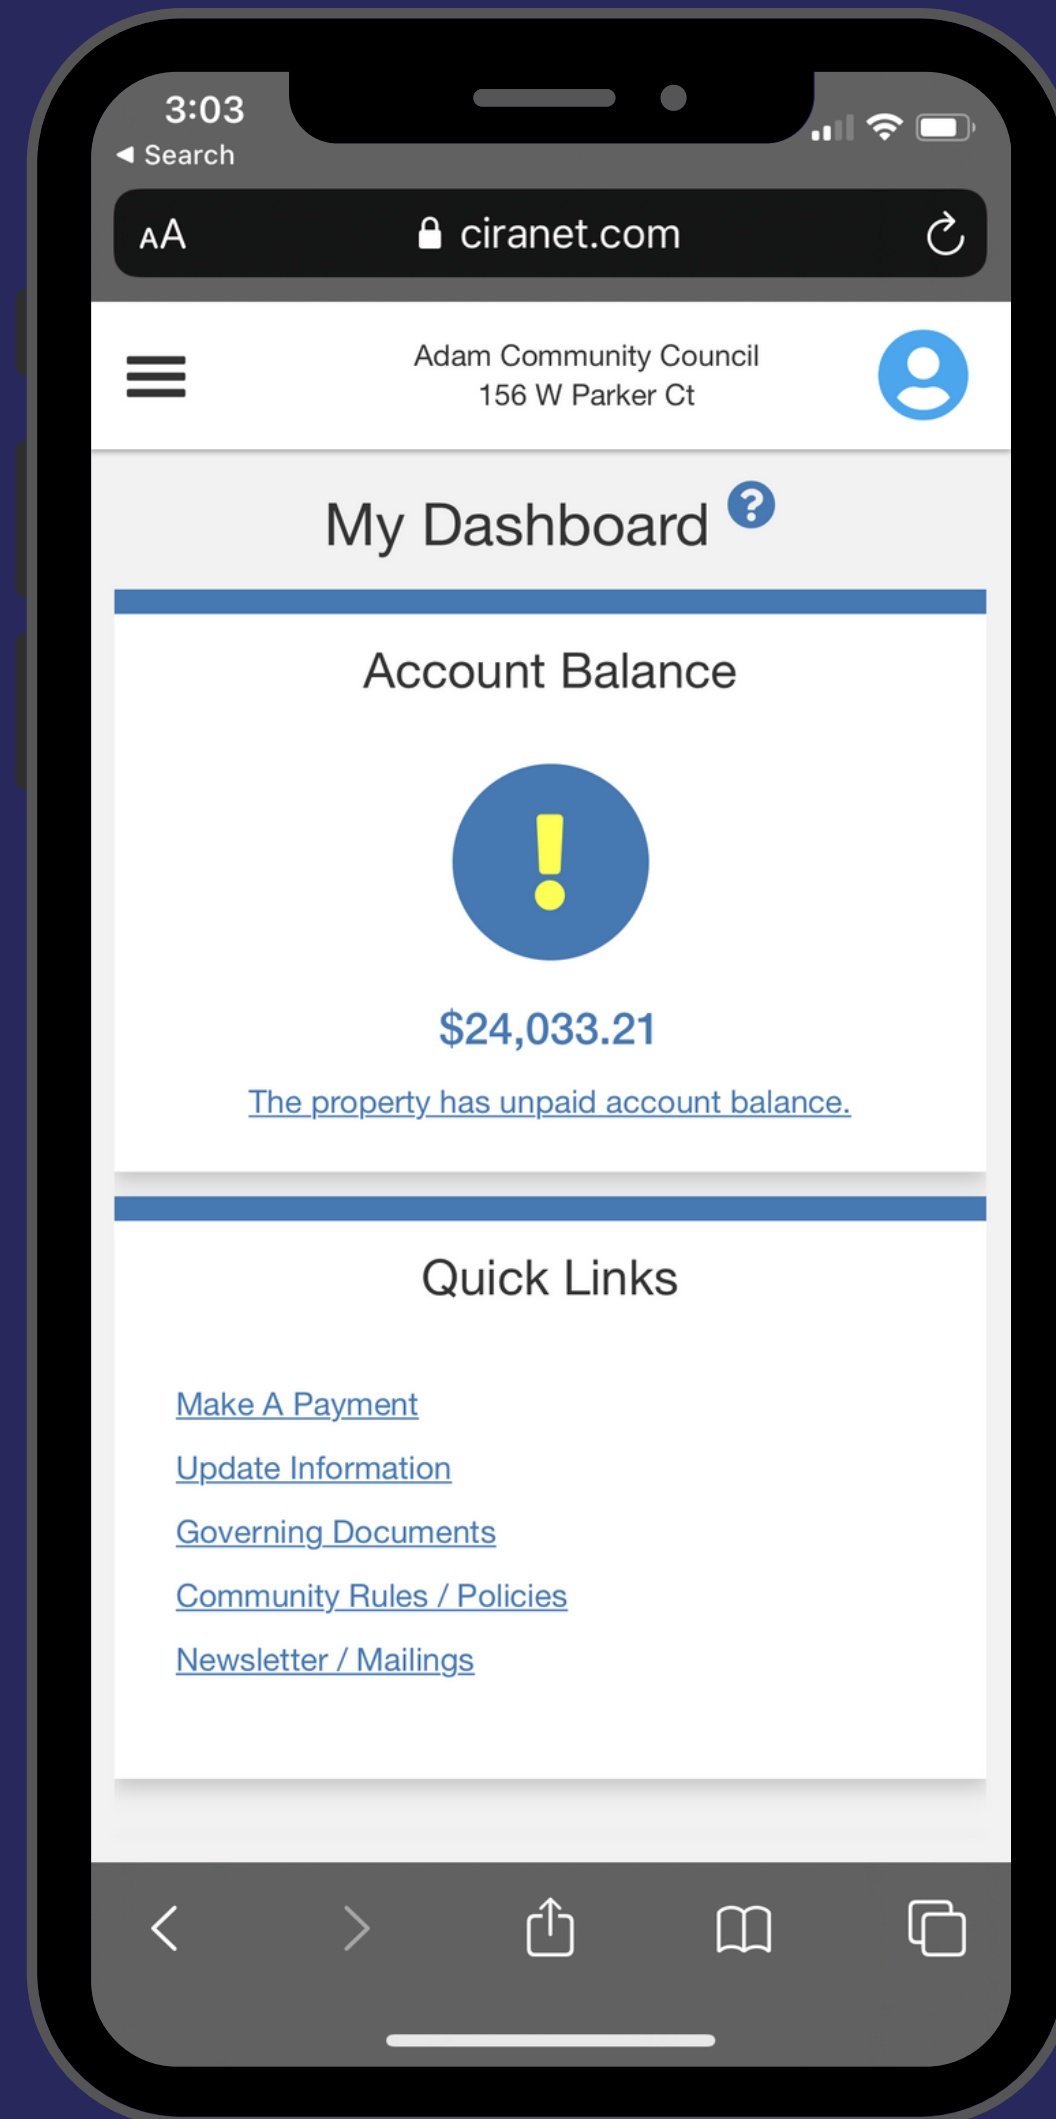 3:03
◀ Search
AA ciranet.com
Adam Community Council
156 W Parker Ct
My Dashboard ?
Account Balance
!
$24,033.21
The property has unpaid account balance.
Quick Links
Make A Payment
Update Information
Governing Documents
Community Rules / Policies
Newsletter / Mailings